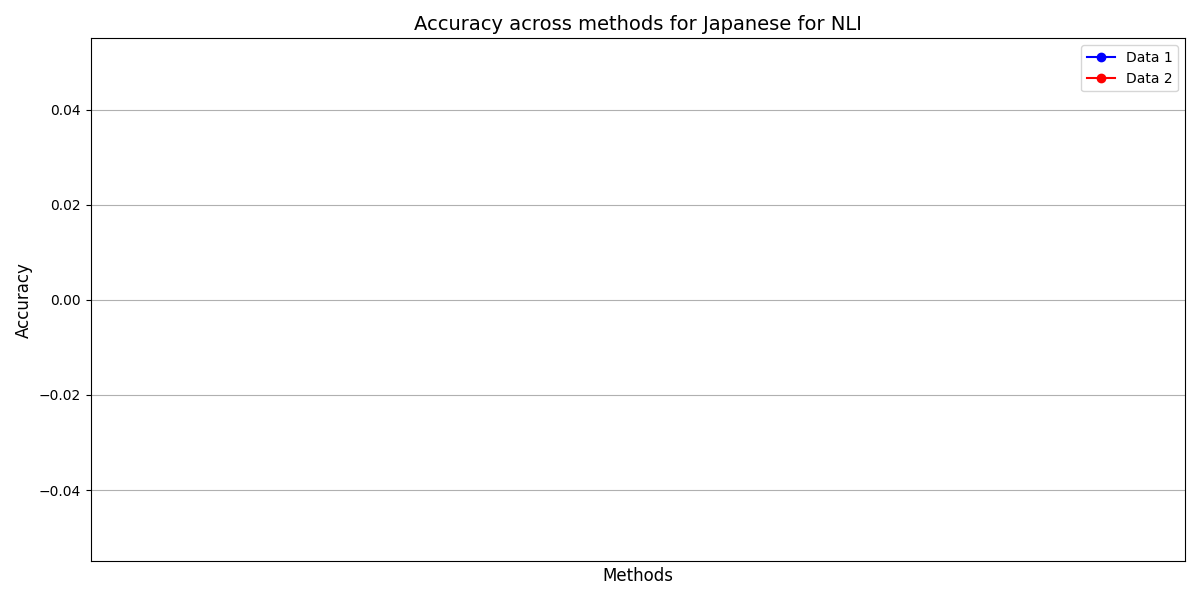 Accuracy across methods for Japanese for NLI
Data 1
Data 2
0.04
0.02
0.00
−0.02
−0.04
Accuracy
Methods